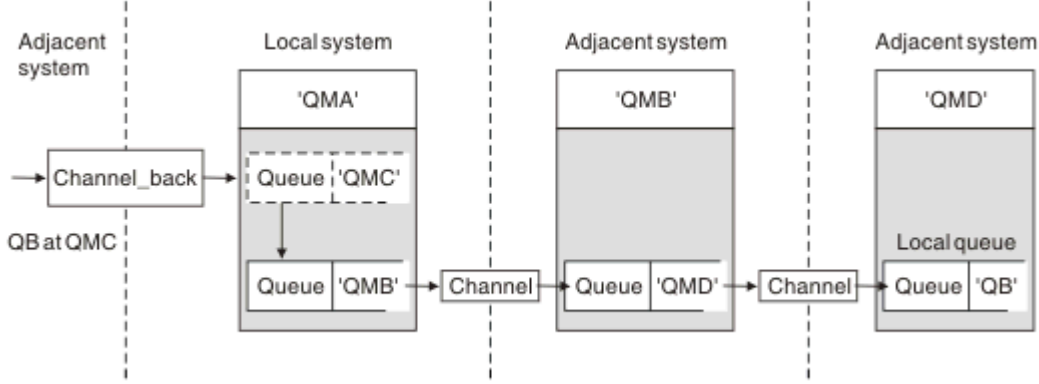 Adjacent
system
Local system
Adjacent system
Adjacent system
'QMA'
'QMB'
'QMD'
Channel_back
Queue 'QMC'
QB at QMC
Local queue
Queue 'QMB'
Channel
Queue 'QMD'
Channel
Queue 'QB'